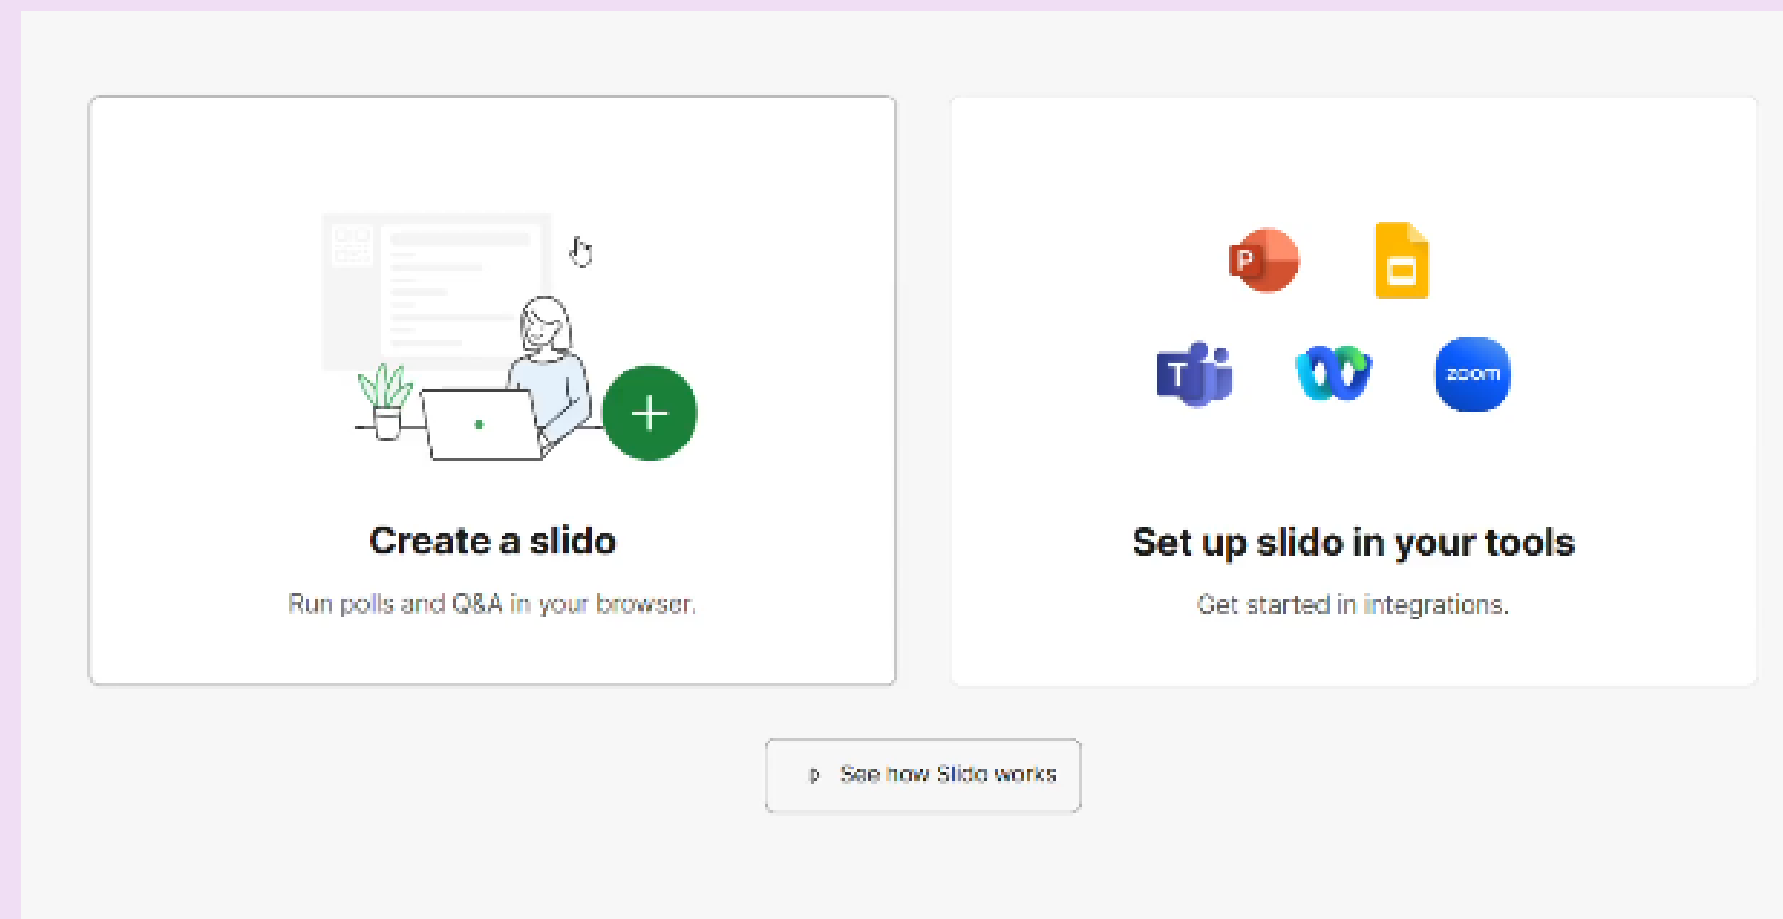 P
T
zoom
Create a slido
Run polls and Q&A in your browser.
Set up slido in your tools
Get started in integrations.
See how Slido works